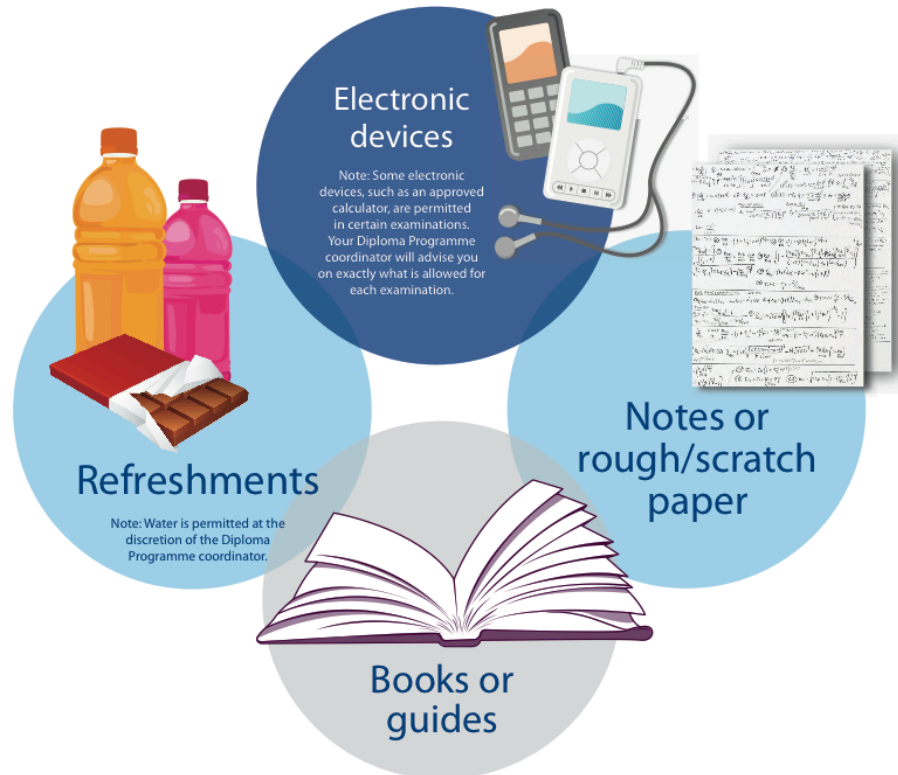 Electronic
devices
Note: Some electronic
devices, such as an approved
calculator, are permitted
in certain examinations.
Your Diploma Programme
coordinator will advise you
on exactly what is allowed for
each examination.
Refreshments
Note: Water is permitted at the
discretion of the Diploma
Programme coordinator.
Notes or
rough/scratch
paper
Books or
guides